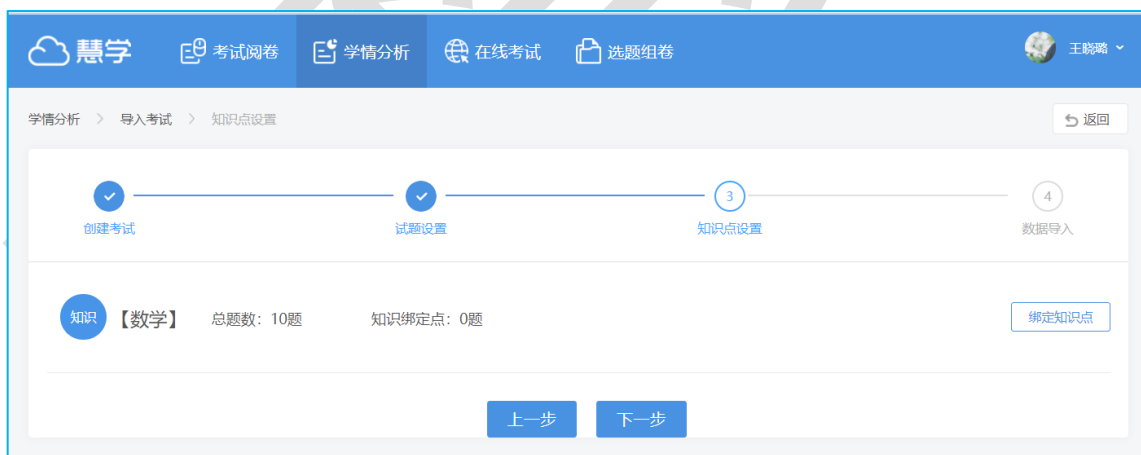 慧学 考试阅卷 学情分析 在线考试 选题组卷 王晓璐
学情分析 > 导入考试 > 知识点设置 返回
3 4
创建考试 试题设置 知识点设置 数据导入
知识 【数学】 总题数：10题 知识绑定点：0题 绑定知识点
上一步 下一步